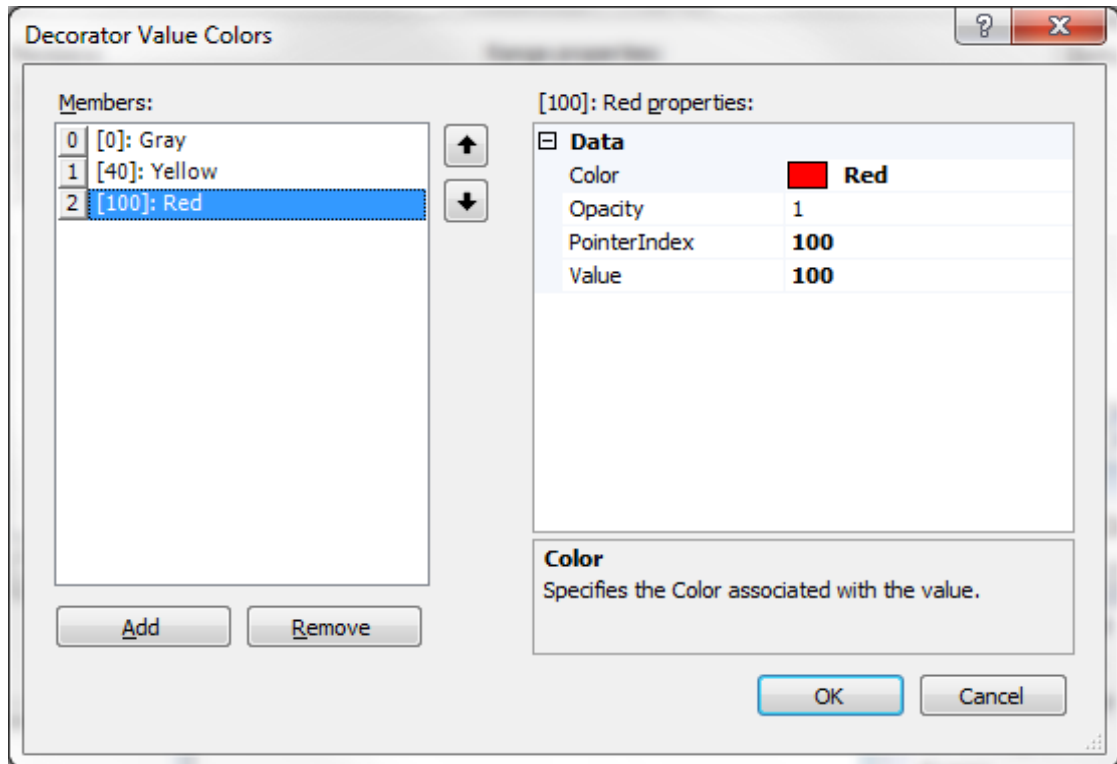 Decorator Value Colors
Members:
0 [0]: Gray
1 [40]: Yellow
2 [100]: Red
Add
Remove
[100]: Red properties:
Data
Color Red
Opacity 1
PointerIndex 100
Value 100
Color
Specifies the Color associated with the value.
OK
Cancel